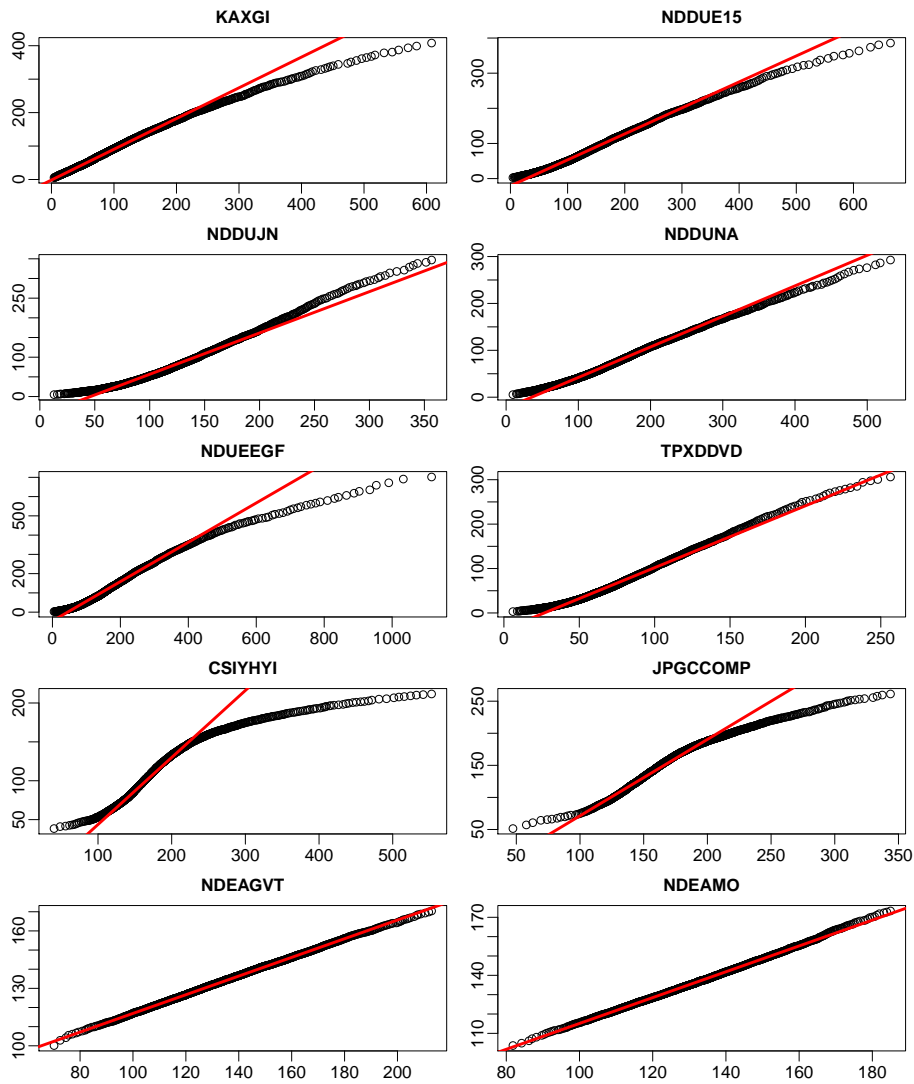 KAXGI
0 200 400
0 100 200 300 400 500 600
NDDUE15
0 100 300
0 100 200 300 400 500 600
NDDUJN
0 100 250
0 50 100 150 200 250 300 350
NDDUNA
0 100 200 300
0 100 200 300 400 500
NDUEEGF
0 200 500
0 200 400 600 800 1000
TPXDDVD
0 100 200 300
0 50 100 150 200 250
CSIYHYI
50 100 200
100 200 300 400 500
JPGCCOMP
50 150 250
50 100 150 200 250 300 350
NDEAGVT
100 130 160
80 100 120 140 160 180 200
NDEAMO
110 140 170
80 100 120 140 160 180